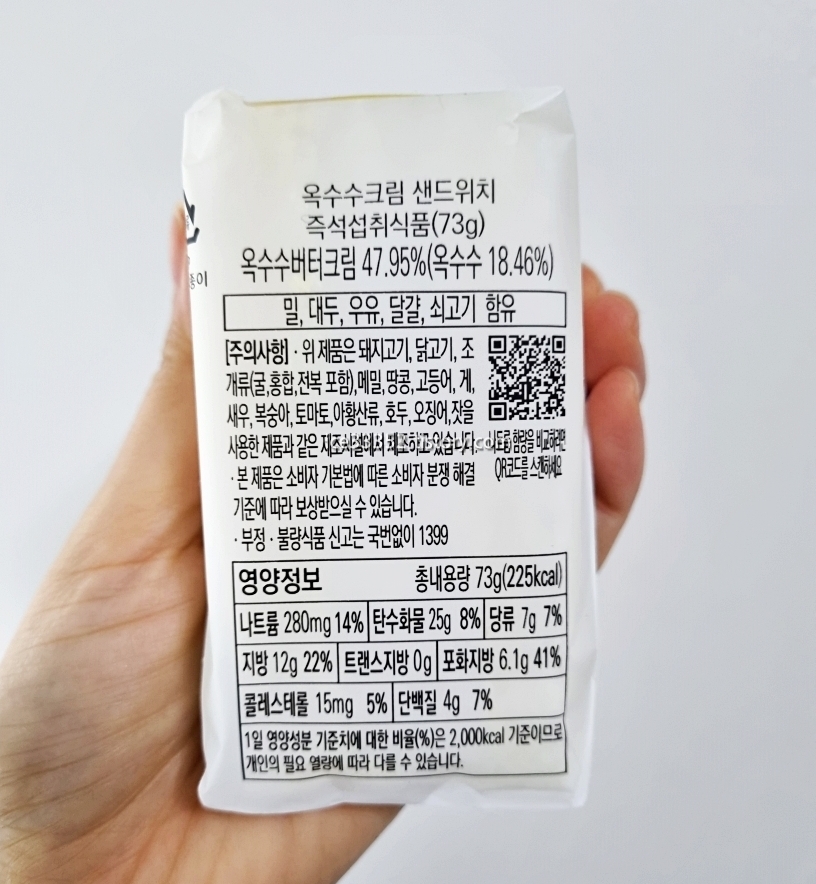 옥수수크림 샌드위치
즉석섭취식품(73g)
옥수수버터크림 47.95%(옥수수 18.46%)
밀, 대두, 우유, 달걀, 쇠고기 함유
[주의사항] · 위 제품은 돼지고기, 닭고기, 조
개류(굴,홍합,전복 포함),메밀,땅콩,고등어,게,
새우,복숭아,토마토,아황산류,호두,오징어,잣을
사용한 제품과 같은 제조시설에서 제조하고 있습니다.
· 본 제품은 소비자 기본법에 따른 소비자 분쟁 해결
기준에 따라 보상받으실 수 있습니다.
· 부정 · 불량식품 신고는 국번없이 1399
함량을 비교하려면
QR코드를 스캔하세요
종이
영양정보 총내용량 73g(225kcal)
나트륨 280mg 14% 탄수화물 25g 8% 당류 7g 7%
지방 12g 22% 트랜스지방 0g 포화지방 6.1g 41%
콜레스테롤 15mg 5% 단백질 4g 7%
1일 영양성분 기준치에 대한 비율(%)은 2,000kcal 기준이므로
개인의 필요 열량에 따라 다를 수 있습니다.